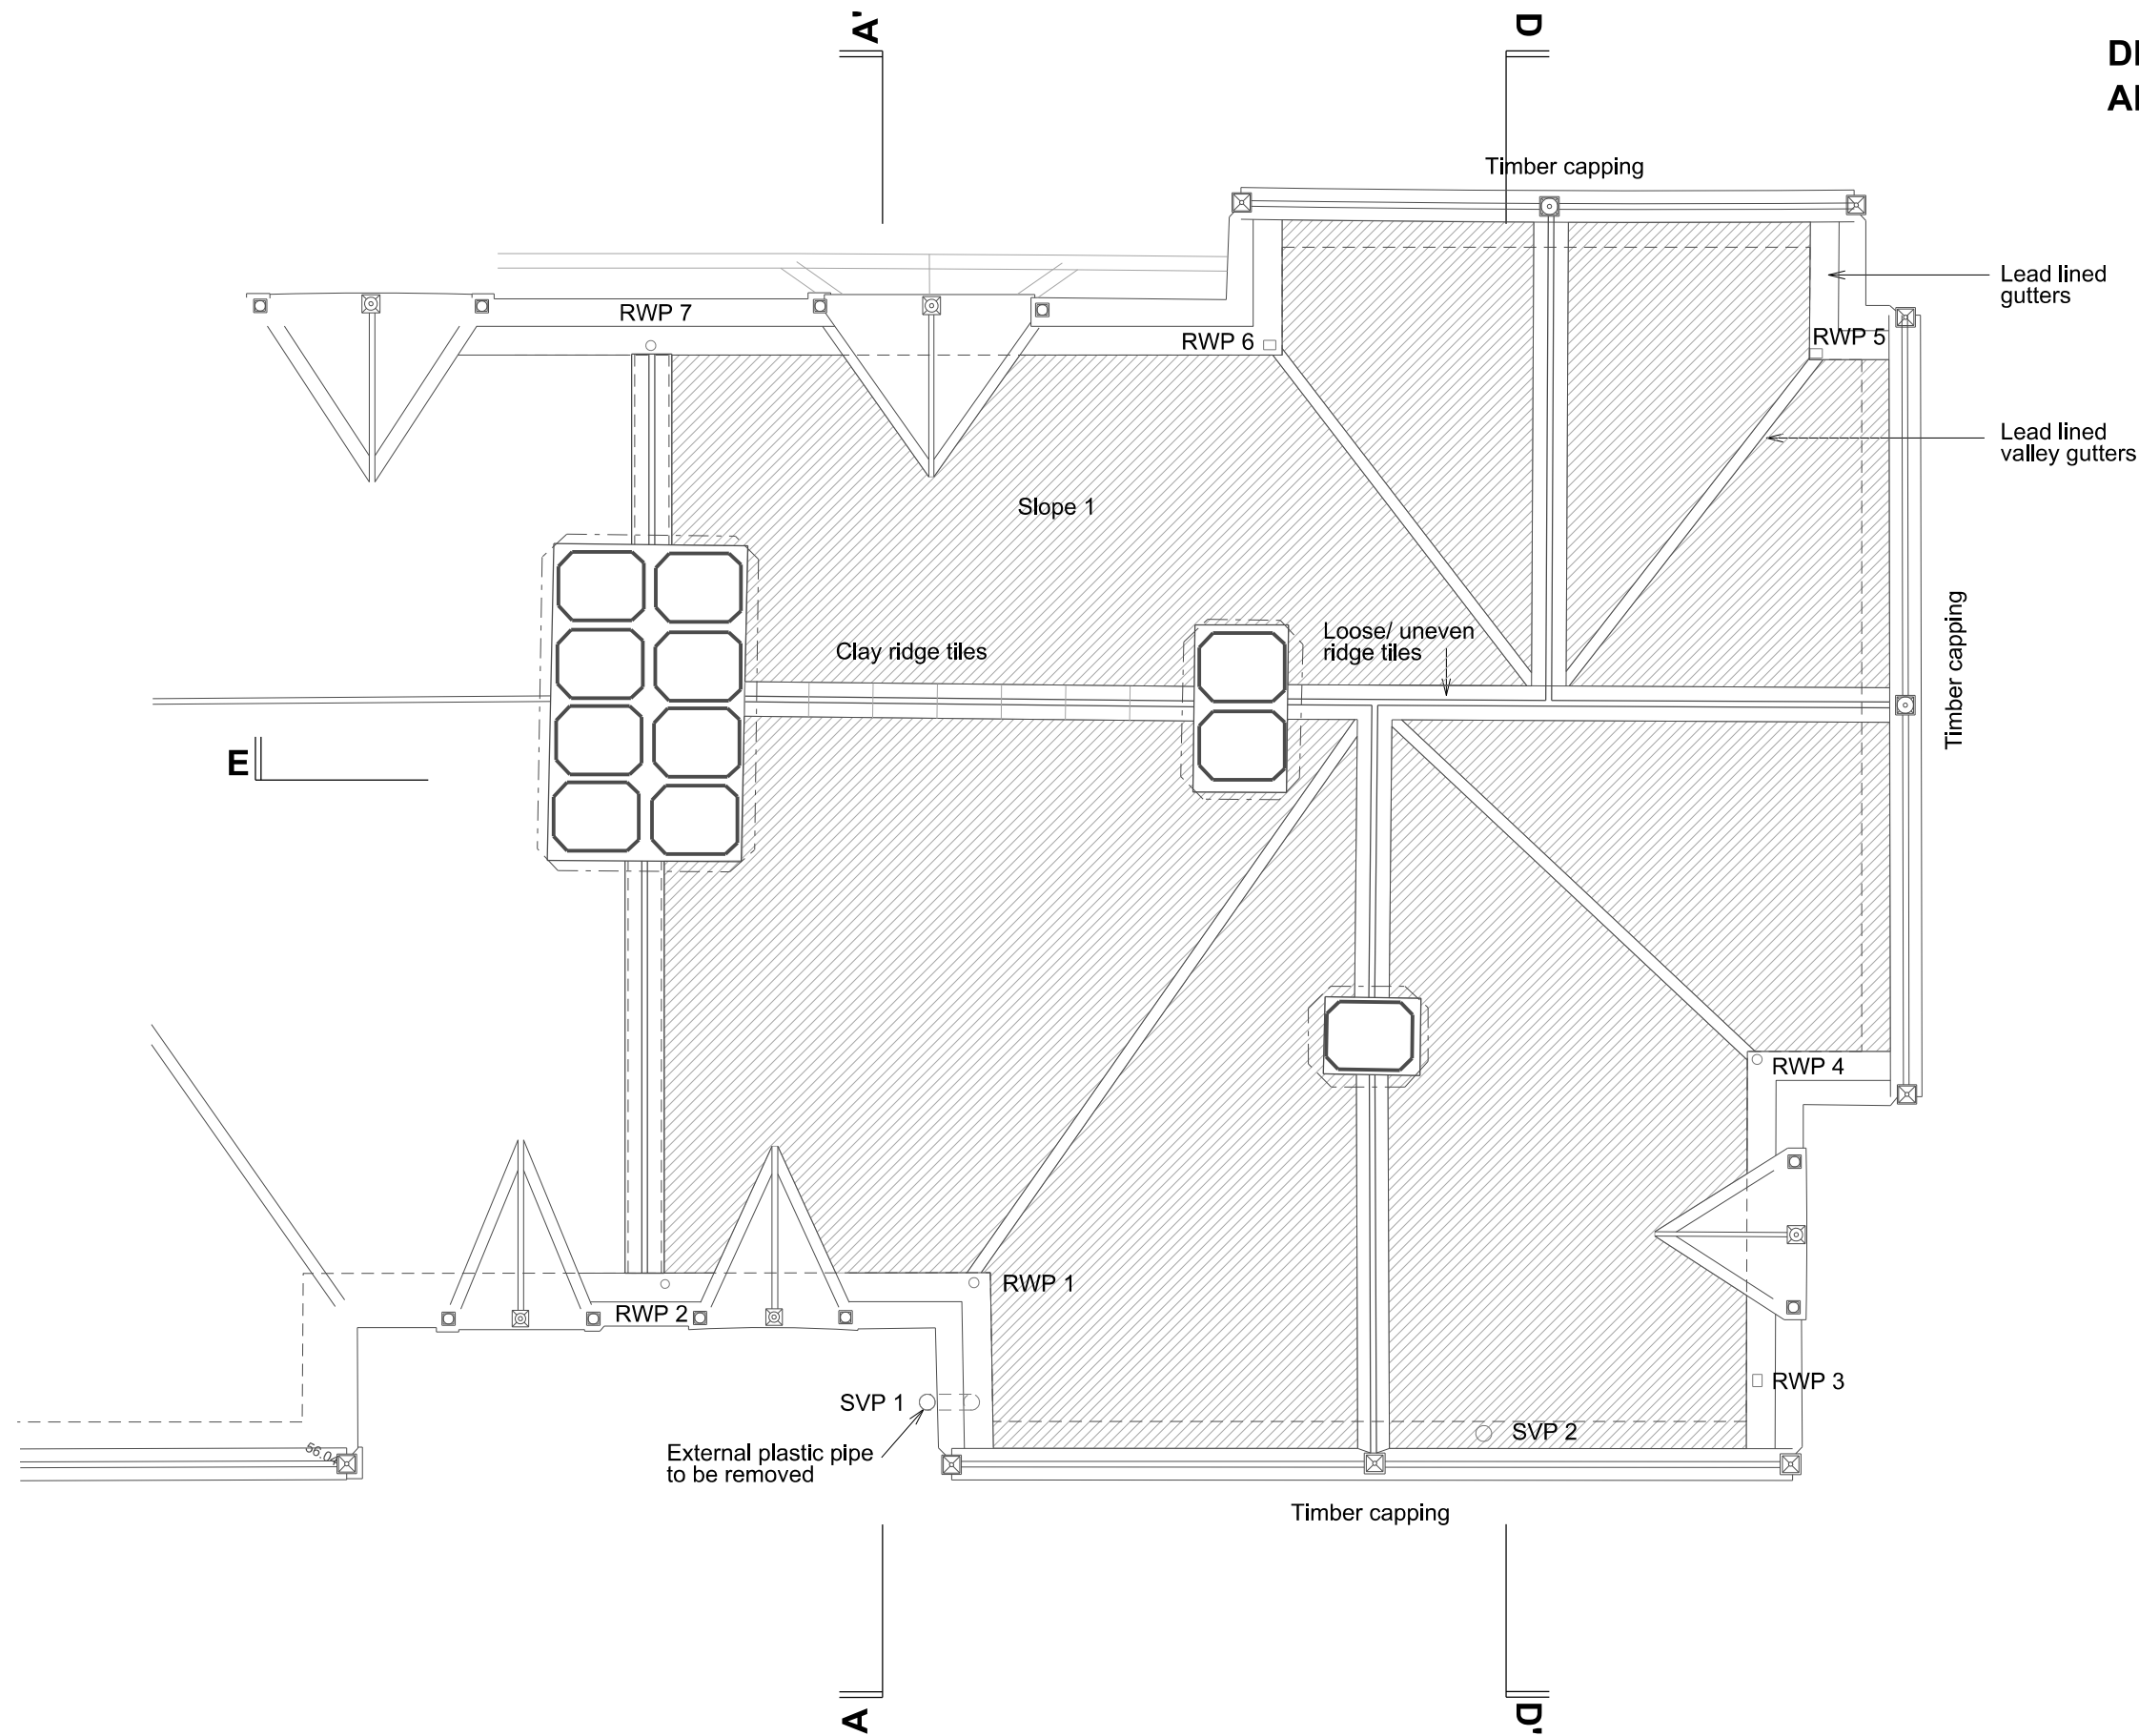 A'
D
Timber capping
Lead lined
gutters
RWP 7
RWP 6
RWP 5
Lead lined
valley gutters
Slope 1
Loose/ uneven
ridge tiles
Clay ridge tiles
Timber capping
E
RWP 4
RWP 1
RWP 2
RWP 3
SVP 1
SVP 2
External plastic pipe
to be removed
Timber capping
A
D'